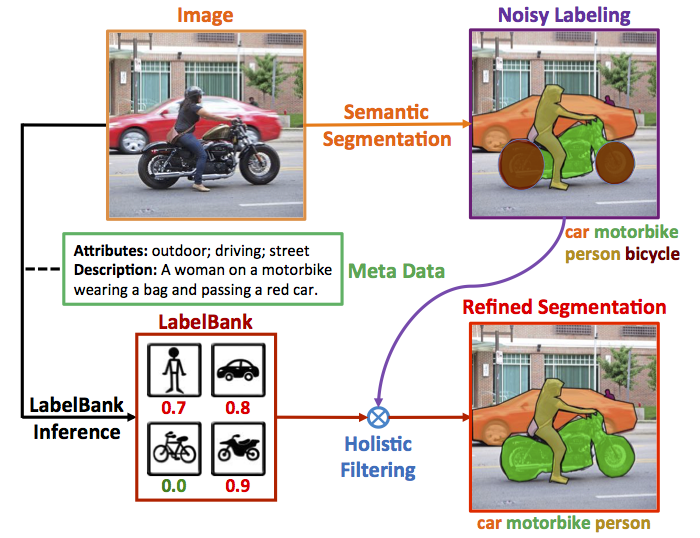 Image
Noisy Labeling
Semantic
Segmentation
car motorbike
person bicycle
Attributes: outdoor; driving; street
Description: A woman on a motorbike
wearing a bag and passing a red car.
Meta Data
LabelBank
Refined Segmentation
0.7 0.8
LabelBank
Inference
Holistic
Filtering
0.0 0.9
car motorbike person